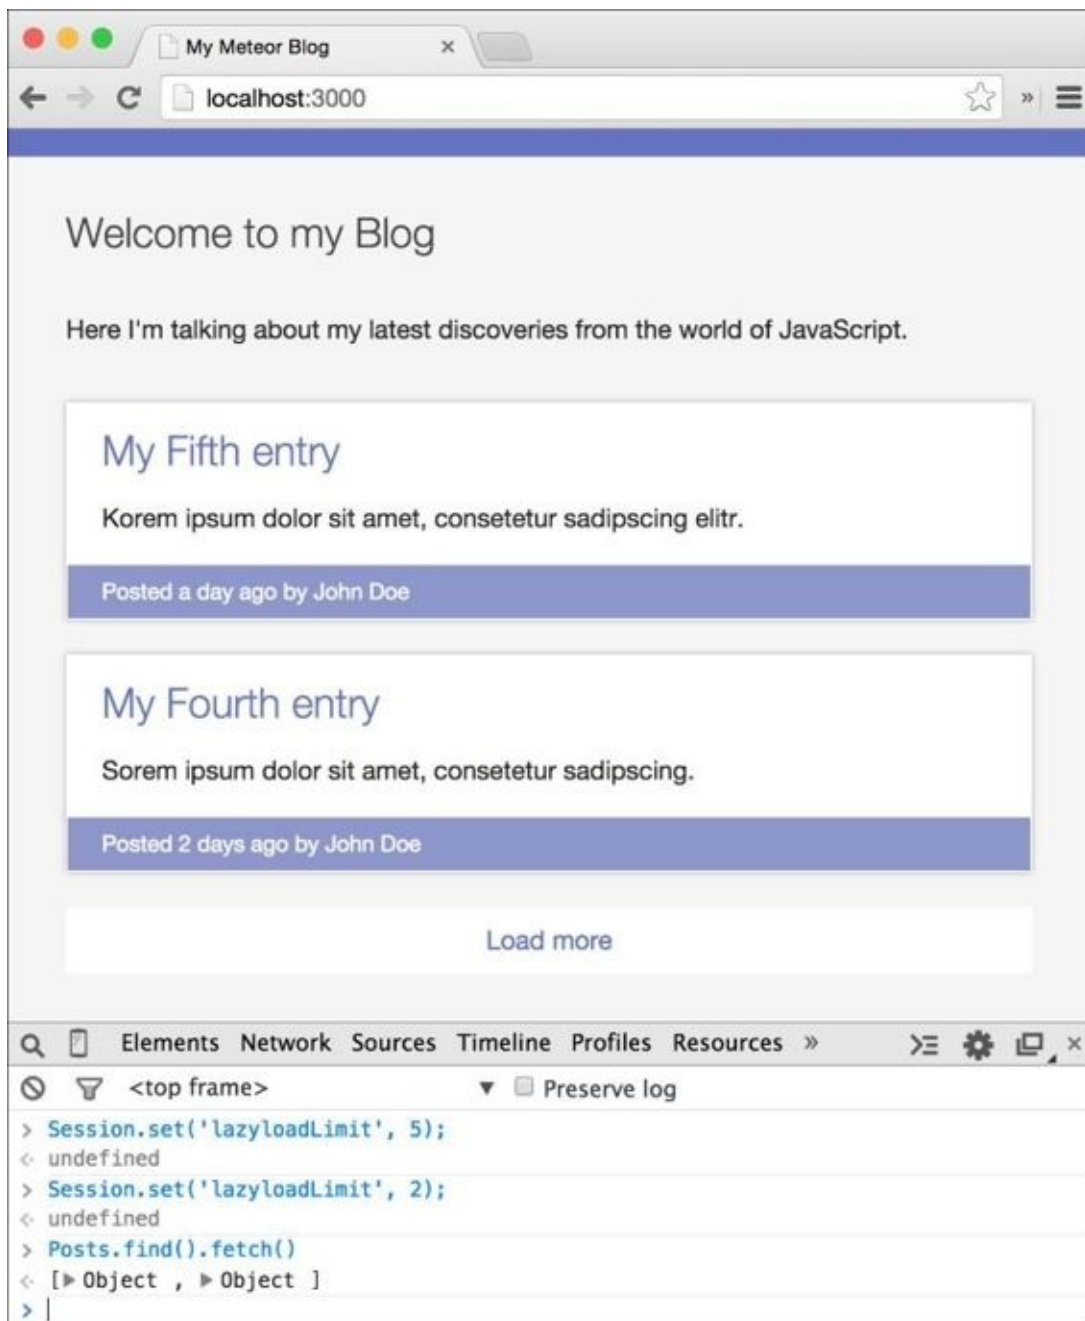 My Meteor Blog
localhost:3000
Welcome to my Blog
Here I'm talking about my latest discoveries from the world of JavaScript.
My Fifth entry
Korem ipsum dolor sit amet, consetetur sadipscing elitr.
Posted a day ago by John Doe
My Fourth entry
Sorem ipsum dolor sit amet, consetetur sadipscing.
Posted 2 days ago by John Doe
Load more
Elements Network Sources Timeline Profiles Resources »
<top frame> ▼ Preserve log
> Session.set('lazyloadLimit', 5);
<· undefined
> Session.set('lazyloadLimit', 2);
<· undefined
> Posts.find().fetch()
<· [▶ Object , ▶ Object ]
>